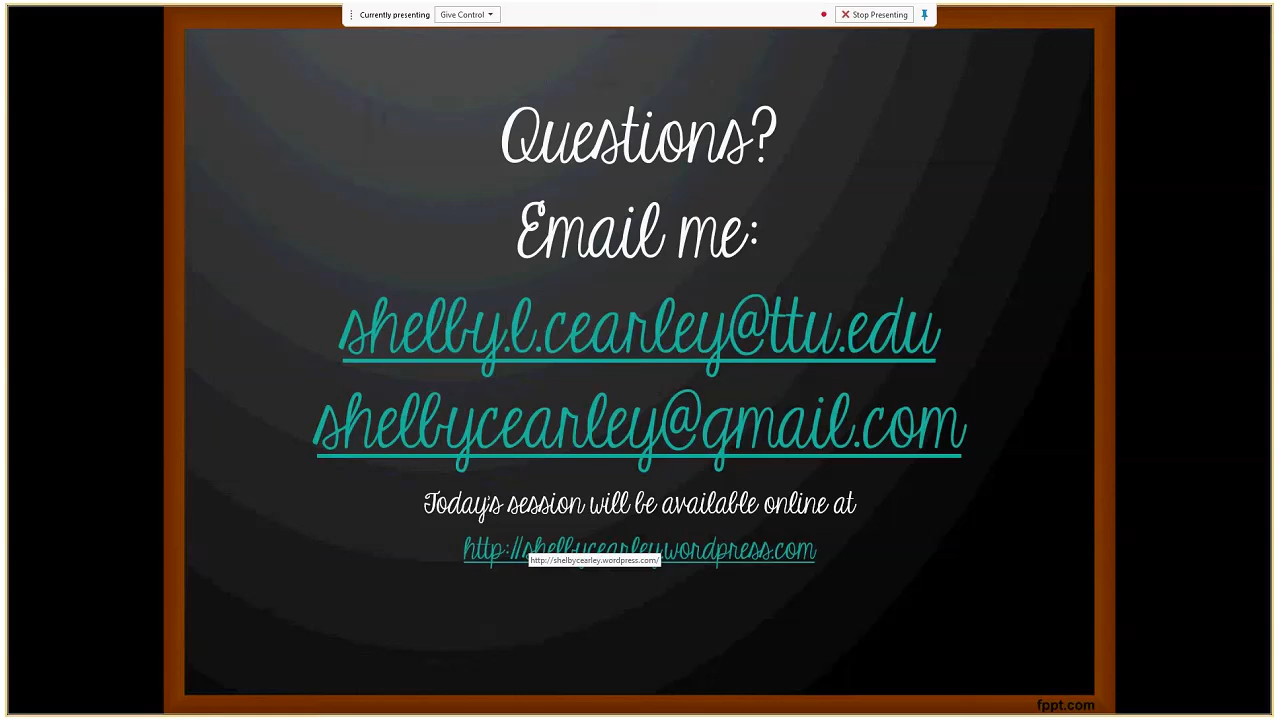 Currently presenting Give Control Stop Presenting
Questions?
Email me:
shelby.l.cearley@ttu.edu
shelbycearley@gmail.com
Today's session will be available online at
http://shellbycearley.wordpress.com
http://shelbycearley.wordpress.com/
fppt.com